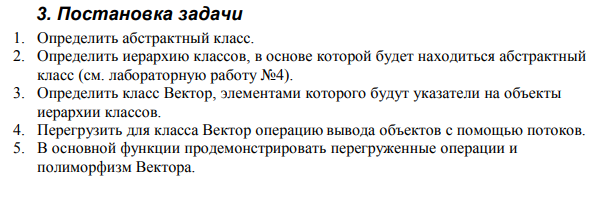 3. Постановка задачи
1. Определить абстрактный класс.
2. Определить иерархию классов, в основе которой будет находиться абстрактный
класс (см. лабораторную работу №4).
3. Определить класс Вектор, элементами которого будут указатели на объекты
иерархии классов.
4. Перегрузить для класса Вектор операцию вывода объектов с помощью потоков.
5. В основной функции продемонстрировать перегруженные операции и
полиморфизм Вектора.